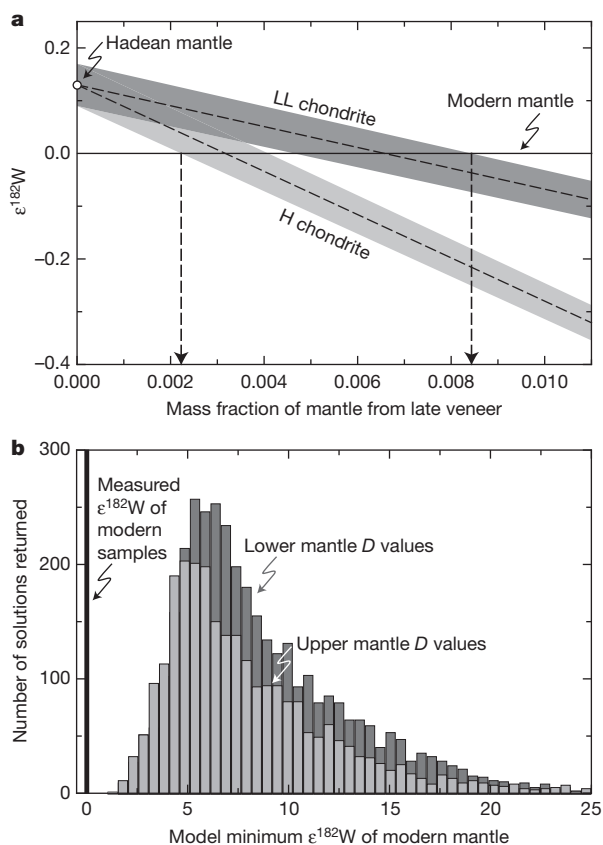 a
0.2
Hadean mantle
LL chondrite
Modern mantle
0.0
ε182W
H chondrite
−0.2
−0.4
0.000 0.002 0.004 0.006 0.008 0.010
Mass fraction of mantle from late veneer
b
300
Measured
ε182W of
modern
samples
Lower mantle D values
200
Upper mantle D values
Number of solutions returned
100
0
0 5 10 15 20 25
Model minimum ε182W of modern mantle